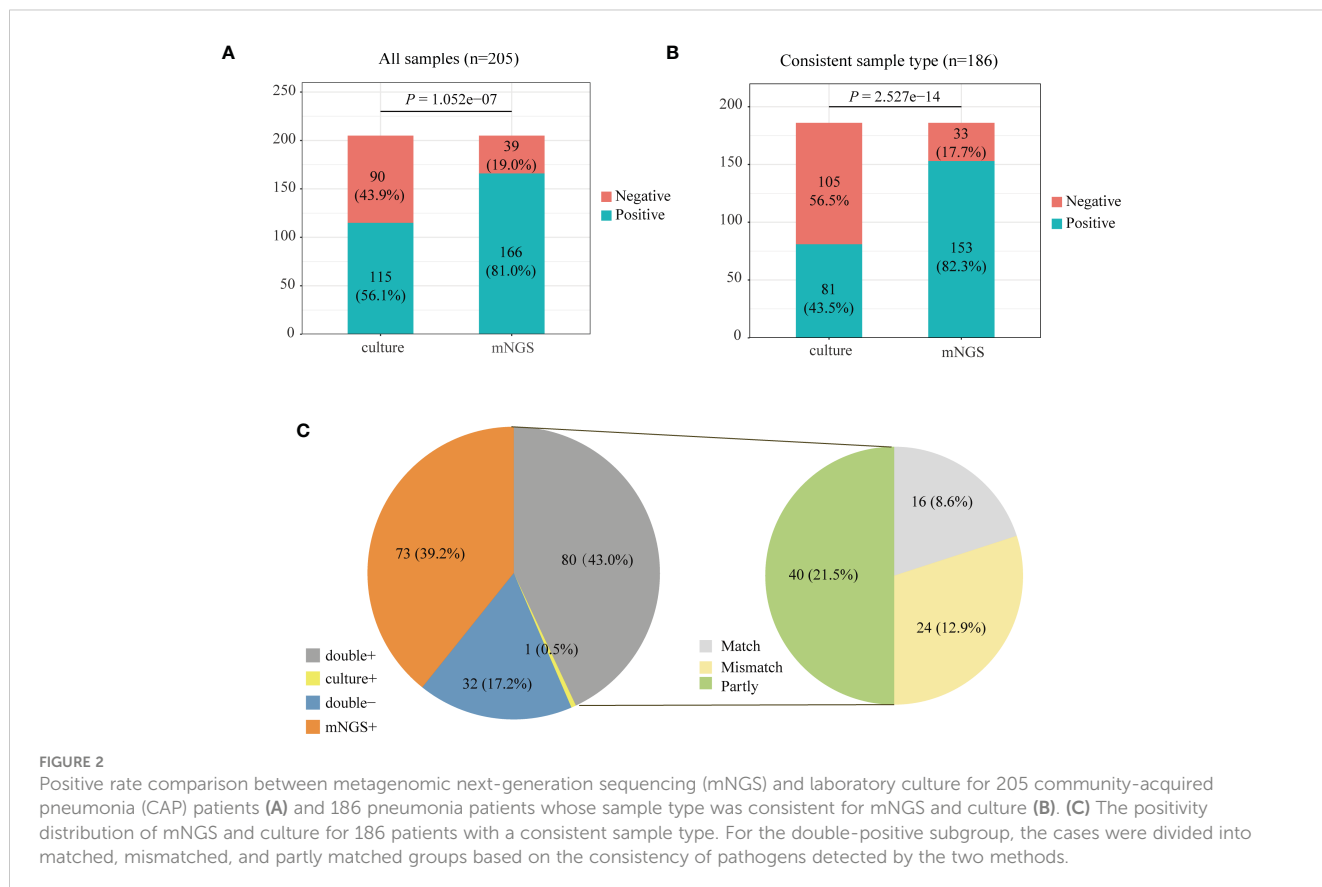 A
All samples (n=205)
P = 1.052e−07
250
200
150
100
50
0
90
(43.9%)
115
(56.1%)
39
(19.0%)
166
(81.0%)
culture
mNGS
Negative
Positive
B
Consistent sample type (n=186)
P = 2.527e−14
200
150
100
50
0
105
56.5%
81
(43.5%)
33
(17.7%)
153
(82.3%)
culture
mNGS
Negative
Positive
C
73 (39.2%)
80 (43.0%)
1 (0.5%)
32 (17.2%)
double+
culture+
double−
mNGS+
16 (8.6%)
40 (21.5%)
24 (12.9%)
Match
Mismatch
Partly
FIGURE 2
Positive rate comparison between metagenomic next-generation sequencing (mNGS) and laboratory culture for 205 community-acquired
pneumonia (CAP) patients (A) and 186 pneumonia patients whose sample type was consistent for mNGS and culture (B). (C) The positivity
distribution of mNGS and culture for 186 patients with a consistent sample type. For the double-positive subgroup, the cases were divided into
matched, mismatched, and partly matched groups based on the consistency of pathogens detected by the two methods.